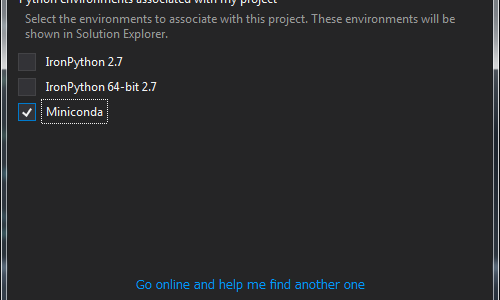 Python environments associated with my project
Select the environments to associate with this project. These environments will be
shown in Solution Explorer.
IronPython 2.7
IronPython 64-bit 2.7
Miniconda
Go online and help me find another one